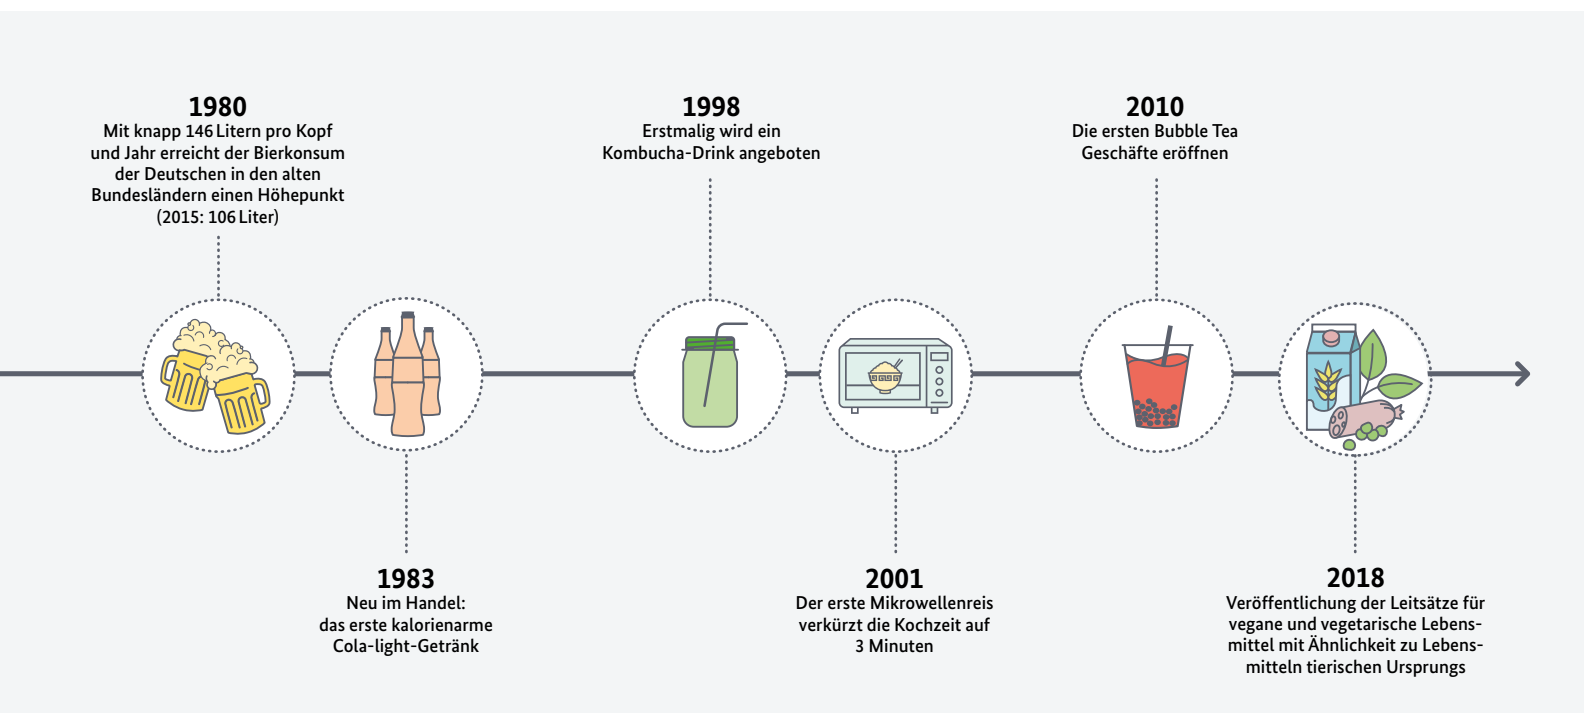 1980
Mit knapp 146 Litern pro Kopf
und Jahr erreicht der Bierkonsum
der Deutschen in den alten
Bundesländern einen Höhepunkt
(2015: 106 Liter)
1983
Neu im Handel:
das erste kalorienarme
Cola-light-Getränk
1998
Erstmalig wird ein
Kombucha-Drink angeboten
2001
Der erste Mikrowellenreis
verkürzt die Kochzeit auf
3 Minuten
2010
Die ersten Bubble Tea
Geschäfte eröffnen
2018
Veröffentlichung der Leitsätze für
vegane und vegetarische Lebens-
mittel mit Ähnlichkeit zu Lebens-
mitteln tierischen Ursprungs